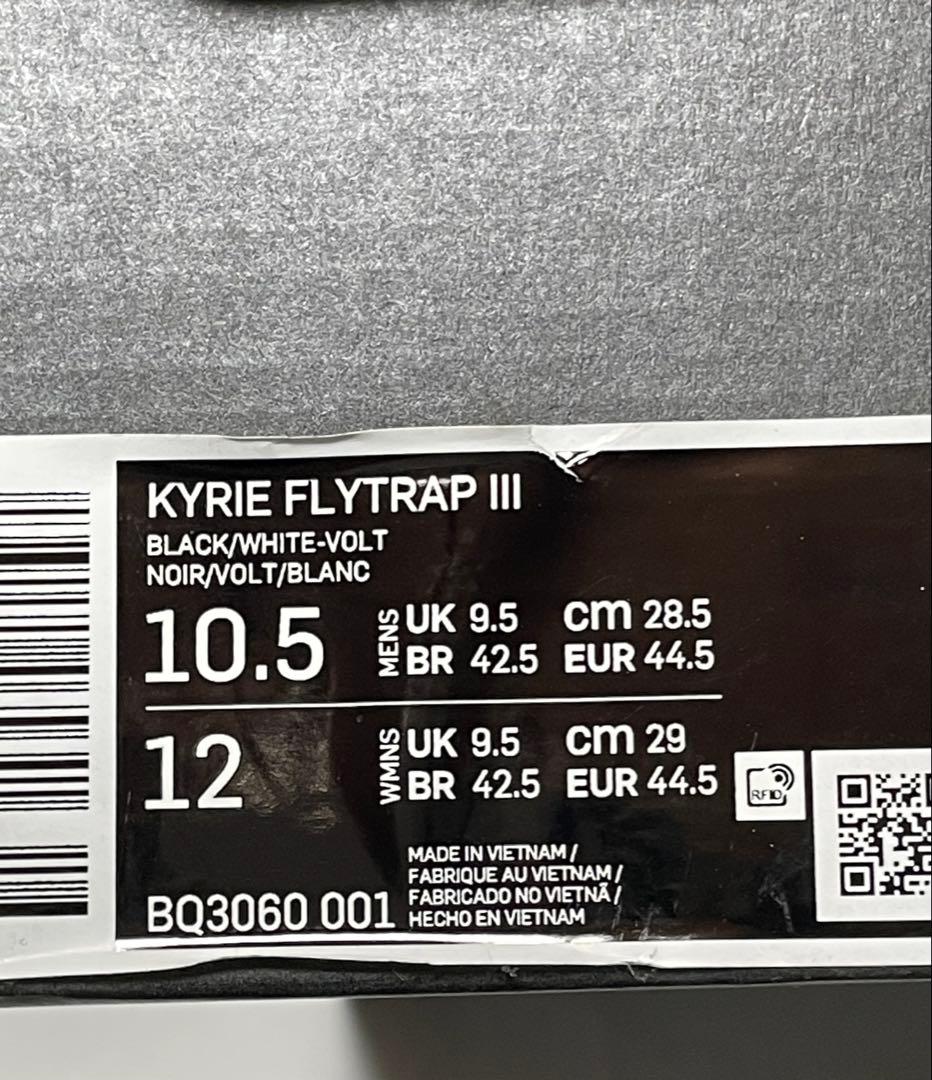 KYRIE FLYTRAP III
BLACK/WHITE-VOLT
NOIR/VOLT/BLANC
10.5 MENS UK 9.5 cm 28.5
BR 42.5 EUR 44.5
12 WMNS UK 9.5 cm 29
BR 42.5 EUR 44.5
RFID
MADE IN VIETNAM /
FABRIQUE AU VIETNAM /
FABRICADO NO VIETNÃ /
HECHO EN VIETNAM
BQ3060 001